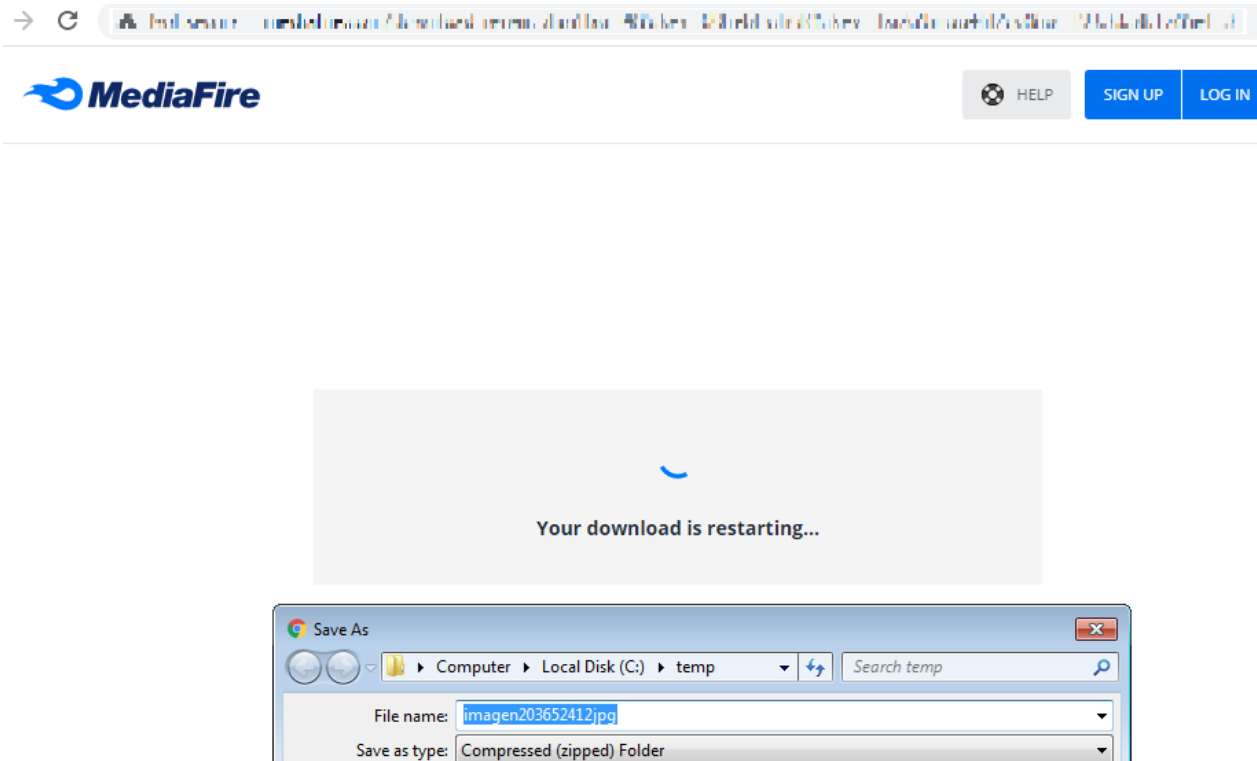 MediaFire
HELP
SIGN UP
LOG IN
Your download is restarting...
Save As
Computer Local Disk (C:) temp
Search temp
File name: imagen203652412jpg
Save as type: Compressed (zipped) Folder